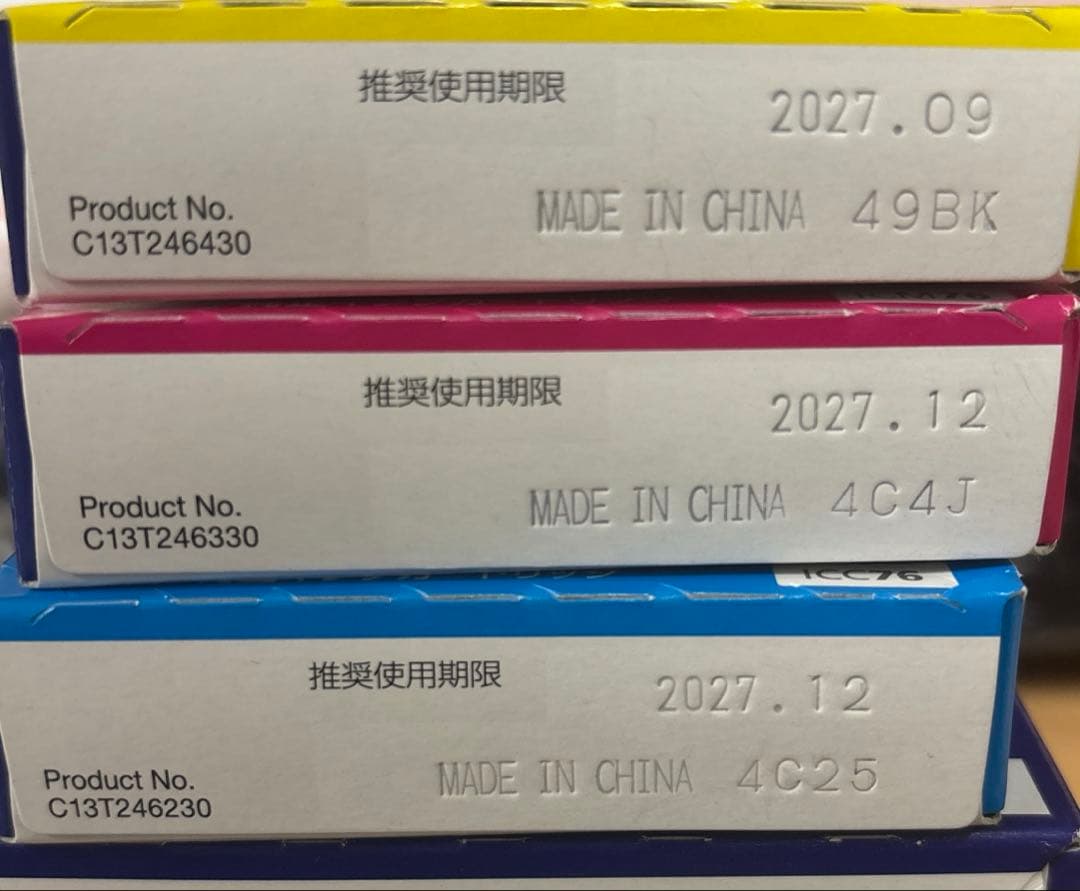 推奨使用期限
2027.09
Product No.
C13T246430
MADE IN CHINA 49BK
推奨使用期限
2027.12
Product No.
C13T246330
MADE IN CHINA 4C4J
ICC76
推奨使用期限
2027.12
Product No.
C13T246230
MADE IN CHINA 4C25